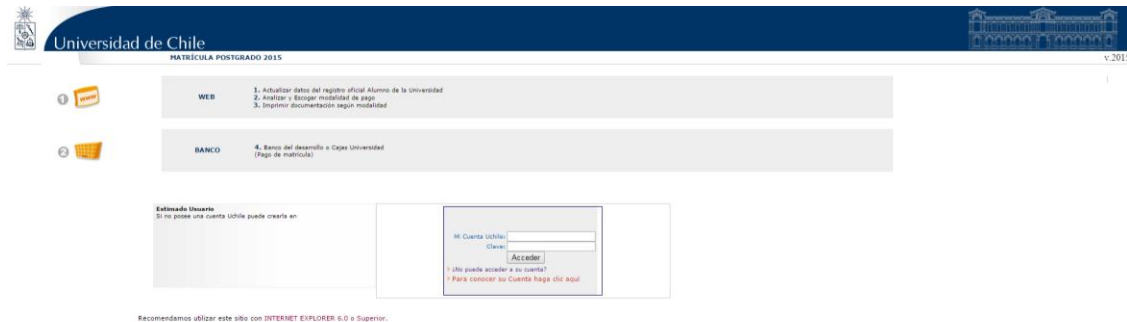 Universidad de Chile
MATRÍCULA POSTGRADO 2015
v.2015
1
www
WEB
1. Actualizar datos del registro oficial Alumno de la Universidad
2. Analizar y Escoger modalidad de pago
3. Imprimir documentación según modalidad
2
BANCO
4. Banco del desarrollo o Cajas Universidad
(Pago de matrícula)
Estimado Usuario
Si no posee una cuenta Uchile puede crearla en
Mi Cuenta Uchile:
Clave:
Acceder
› ¿No puede acceder a su cuenta?
› Para conocer su Cuenta haga clic aquí
Recomendamos utilizar este sitio con INTERNET EXPLORER 6.0 o Superior.